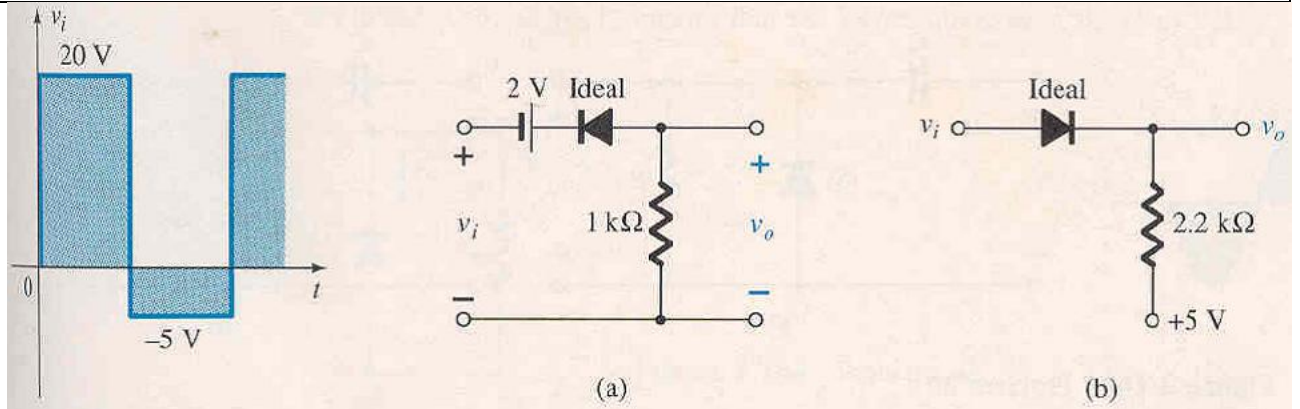 v_i
20 V
0
t
–5 V
2 V Ideal
+
v_i
–
1 kΩ
+
v_o
–
(a)
Ideal
v_i
v_o
2.2 kΩ
+5 V
(b)